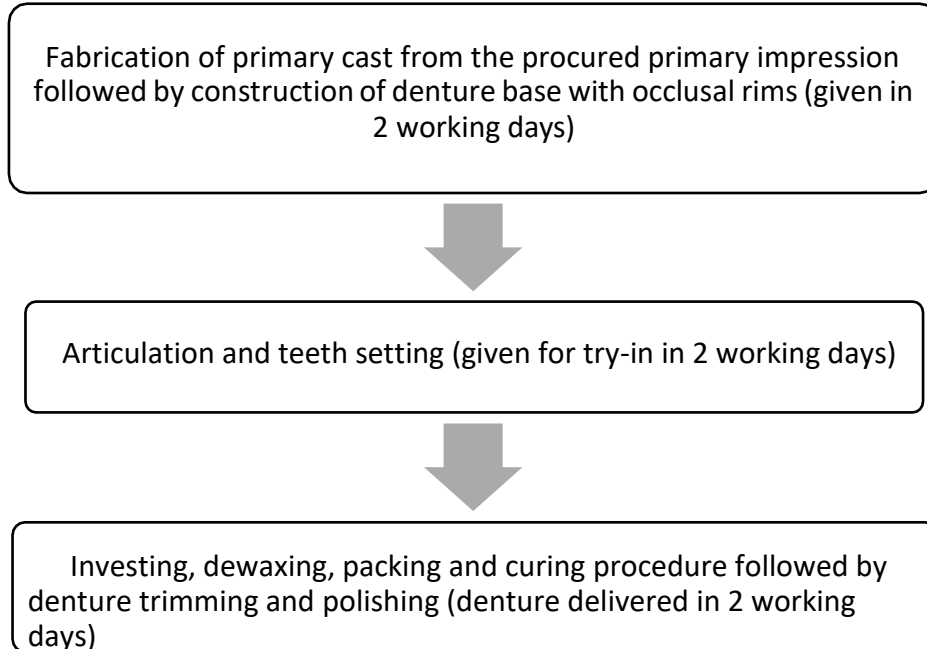 Fabrication of primary cast from the procured primary impression
followed by construction of denture base with occlusal rims (given in
2 working days)
Articulation and teeth setting (given for try-in in 2 working days)
Investing, dewaxing, packing and curing procedure followed by
denture trimming and polishing (denture delivered in 2 working
days)